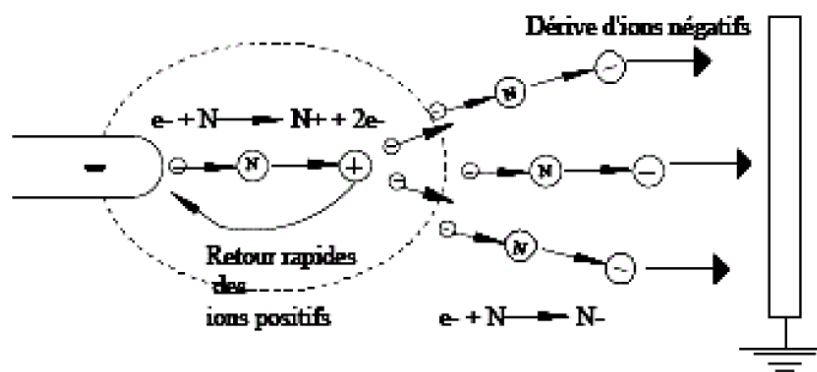 Dérive d'ions négatifs
e- + N → N+ + 2e-
N
N
-
N
+
N
-
N
-
Retour rapides
des
ions positifs
e- + N → N-